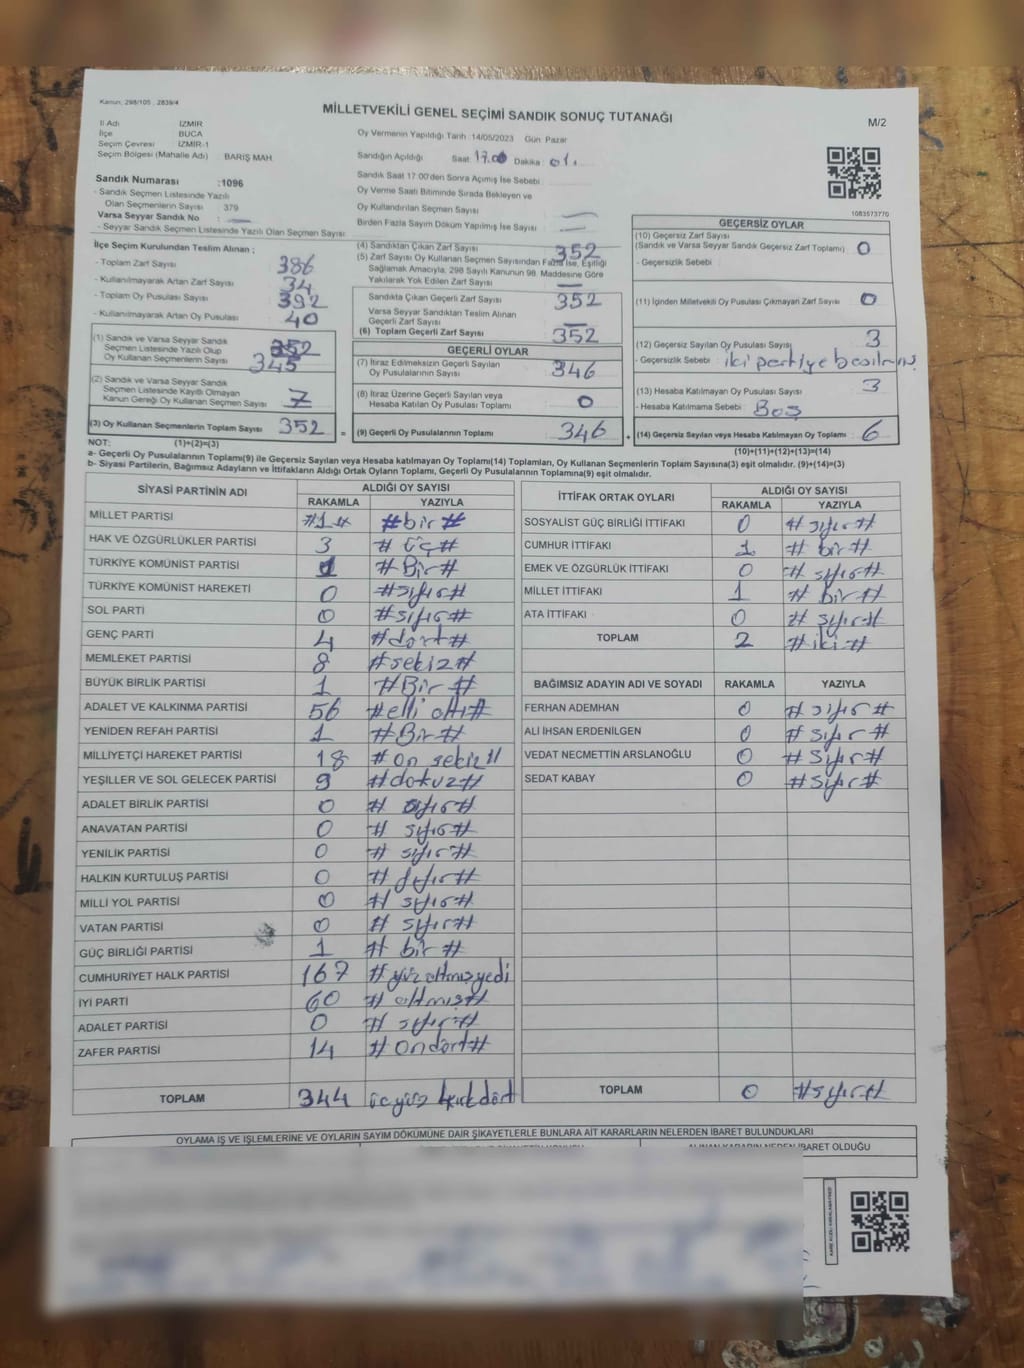 Kanun, 298/105 , 2839/4
MİLLETVEKİLİ GENEL SEÇİMİ SANDIK SONUÇ TUTANAĞI
M/2
İl Adı İZMİR
İlçe BUCA
Seçim Çevresi İZMİR-1
Seçim Bölgesi (Mahalle Adı) BARIŞ MAH.
Sandık Numarası :1096
- Sandık Seçmen Listesinde Yazılı
Olan Seçmenlerin Sayısı 379
Varsa Seyyar Sandık No :
- Seyyar Sandık Seçmen Listesinde Yazılı Olan Seçmen Sayısı
Oy Vermenin Yapıldığı Tarih :14/05/2023 Gün Pazar
Sandığın Açıldığı Saat 17.00 Dakika : 01.
Sandık Saat 17:00'den Sonra Açımış İse Sebebi
Oy Verme Saati Bitiminde Sırada Bekleyen ve
Oy Kullandırılan Seçmen Sayısı
Birden Fazla Sayım Döküm Yapılmış İse Sayısı :
1083573770
İlçe Seçim Kurulundan Teslim Alınan ;
- Toplam Zarf Sayısı 386
- Kullanılmayarak Artan Zarf Sayısı 34
- Toplam Oy Pusulası Sayısı 392
- Kullanılmayarak Artan Oy Pusulası 40
(1) Sandık ve Varsa Seyyar Sandık
Seçmen Listesinde Yazılı Olup
Oy Kullanan Seçmenlerin Sayısı 345
(2) Sandık ve Varsa Seyyar Sandık
Seçmen Listesinde Kayıtlı Olmayan
Kanun Gereği Oy Kullanan Seçmen Sayısı 7
(3) Oy Kullanan Seçmenlerin Toplam Sayısı 352 =
(4) Sandıktan Çıkan Zarf Sayısı 352
(5) Zarf Sayısı Oy Kullanan Seçmen Sayısından Fazla İse, Eşitliği
Sağlamak Amacıyla, 298 Sayılı Kanunun 98. Maddesine Göre
Yakılarak Yok Edilen Zarf Sayısı
Sandıkta Çıkan Geçerli Zarf Sayısı 352
Varsa Seyyar Sandıktan Teslim Alınan
Geçerli Zarf Sayısı
(6) Toplam Geçerli Zarf Sayısı 352
GEÇERLİ OYLAR
(7) İtiraz Edilmeksizin Geçerli Sayılan
Oy Pusulalarının Sayısı 346
(8) İtiraz Üzerine Geçerli Sayılan veya
Hesaba Katılan Oy Pusulası Toplamı 0
(9) Geçerli Oy Pusulalarının Toplamı 346 +
GEÇERSİZ OYLAR
(10) Geçersiz Zarf Sayısı
(Sandık ve Varsa Seyyar Sandık Geçersiz Zarf Toplamı) 0
- Geçersizlik Sebebi :
(11) İçinden Milletvekili Oy Pusulası Çıkmayan Zarf Sayısı 0
(12) Geçersiz Sayılan Oy Pusulası Sayısı 3
- Geçersizlik Sebebi : iki partiye
(13) Hesaba Katılmayan Oy Pusulası Sayısı 3
- Hesaba Katılmama Sebebi : Boş
(14) Geçersiz Sayılan veya Hesaba Katılmayan Oy Toplamı 6
NOT: (1)+(2)=(3)
(10)+(11)+(12)+(13)=(14)
a- Geçerli Oy Pusulalarının Toplamı(9) ile Geçersiz Sayılan veya Hesaba katılmayan Oy Toplamı(14) Toplamları, Oy Kullanan Seçmenlerin Toplam Sayısına(3) eşit olmalıdır. (9)+(14)=(3)
b- Siyasi Partilerin, Bağımsız Adayların ve İttifakların Aldığı Ortak Oyların Toplamı, Geçerli Oy Pusulalarının Toplamına(9) eşit olmalıdır.
SİYASİ PARTİNİN ADI ALDIĞI OY SAYISI
RAKAMLA YAZIYLA
MİLLET PARTİSİ #1# #bir#
HAK VE ÖZGÜRLÜKLER PARTİSİ 3 # üç#
TÜRKİYE KOMÜNİST PARTİSİ 1 #Bir#
TÜRKİYE KOMÜNİST HAREKETİ 0 #sıfır#
SOL PARTİ 0 #sıfır#
GENÇ PARTİ 4 #dört#
MEMLEKET PARTİSİ 8 #sekiz#
BÜYÜK BİRLİK PARTİSİ 1 #Bir #
ADALET VE KALKINMA PARTİSİ 56 #elli altı#
YENİDEN REFAH PARTİSİ 1 #Bir#
MİLLİYETÇİ HAREKET PARTİSİ 18 #on sekiz#
YEŞİLLER VE SOL GELECEK PARTİSİ 9 #dokuz#
ADALET BİRLİK PARTİSİ 0 # sıfır#
ANAVATAN PARTİSİ 0 # sıfır#
YENİLİK PARTİSİ 0 # sıfır#
HALKIN KURTULUŞ PARTİSİ 0 # sıfır#
MİLLİ YOL PARTİSİ 0 # sıfır#
VATAN PARTİSİ 0 # sıfır#
GÜÇ BİRLİĞİ PARTİSİ 1 # bir #
CUMHURİYET HALK PARTİSİ 167 #yüz altmış yedi
İYİ PARTİ 60 # altmış#
ADALET PARTİSİ 0 # sıfır#
ZAFER PARTİSİ 14 # ondört#
TOPLAM 344 üç yüz kırk dört
İTTİFAK ORTAK OYLARI ALDIĞI OY SAYISI
RAKAMLA YAZIYLA
SOSYALİST GÜÇ BİRLİĞİ İTTİFAKI 0 # sıfır#
CUMHUR İTTİFAKI 1 # bir#
EMEK VE ÖZGÜRLÜK İTTİFAKI 0 # sıfır#
MİLLET İTTİFAKI 1 # bir#
ATA İTTİFAKI 0 # sıfır#
TOPLAM 2 #iki#
BAĞIMSIZ ADAYIN ADI VE SOYADI RAKAMLA YAZIYLA
FERHAN ADEMHAN 0 # sıfır #
ALİ İHSAN ERDENİLGEN 0 # sıfır #
VEDAT NECMETTİN ARSLANOĞLU 0 #Sıfır#
SEDAT KABAY 0 #Sıfır#
TOPLAM 0 #sıfır#
OYLAMA İŞ VE İŞLEMLERİNE VE OYLARIN SAYIM DÖKÜMÜNE DAİR ŞİKAYETLERLE BUNLARA AİT KARARLARIN NELERDEN İBARET BULUNDUKLARI
ALINAN KARARIN NEDEN İBARET OLDUĞU